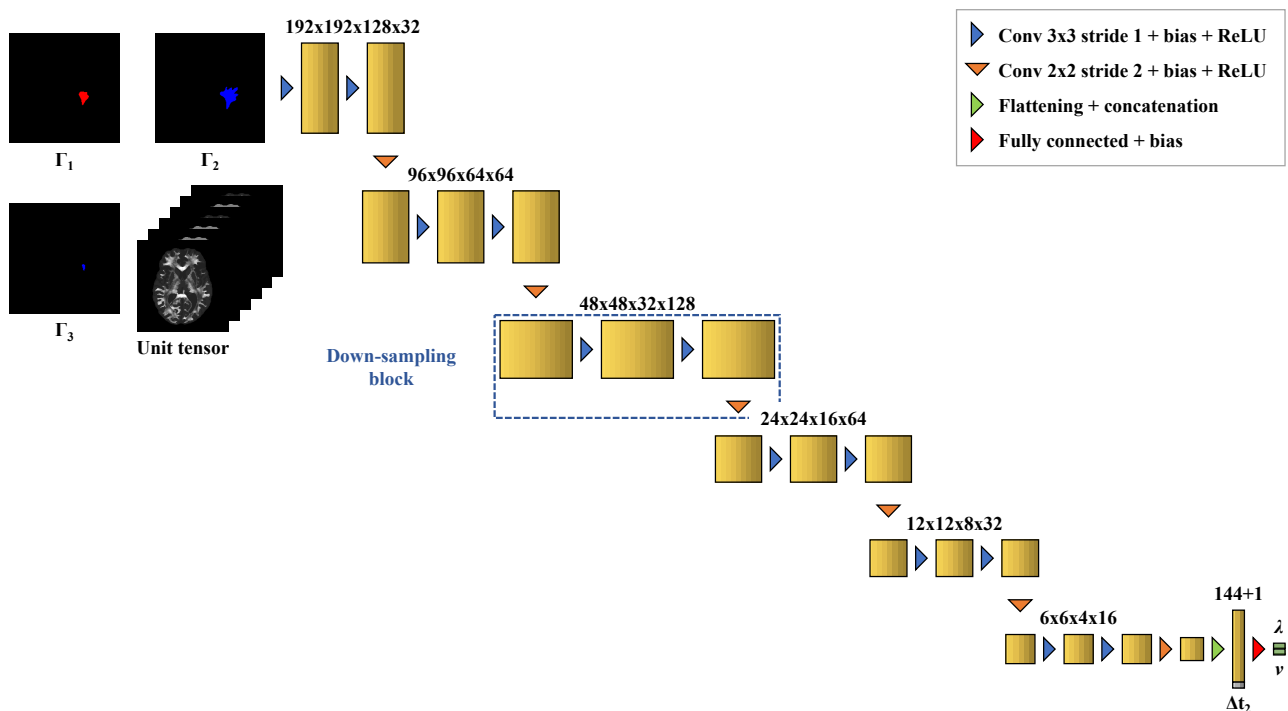 192x192x128x32
Γ1
Γ2
Γ3
Unit tensor
Conv 3x3 stride 1 + bias + ReLU
Conv 2x2 stride 2 + bias + ReLU
Flattening + concatenation
Fully connected + bias
96x96x64x64
48x48x32x128
Down-sampling
block
24x24x16x64
12x12x8x32
6x6x4x16
144+1
λ
ν
Δt2